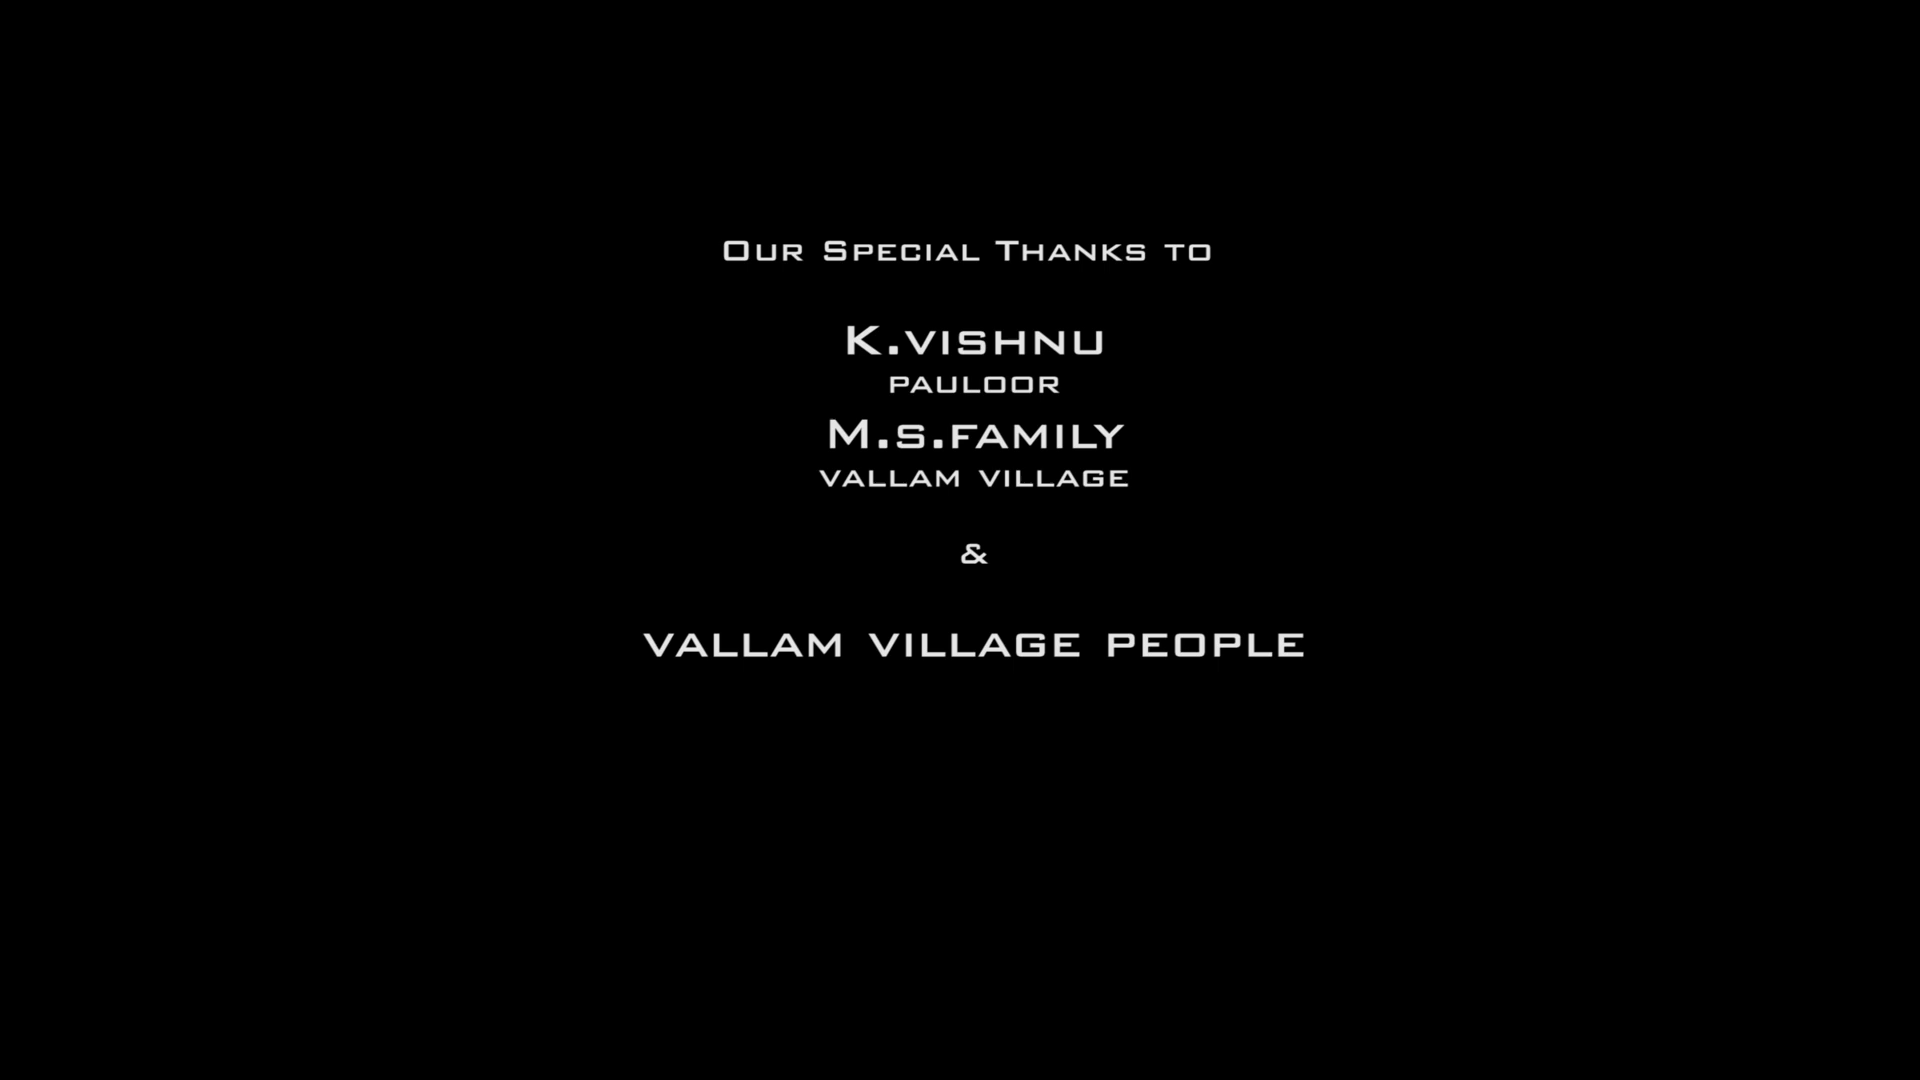 Our Special Thanks to
K.vishnu
pauloor
M.s.family
vallam village
&
vallam village people